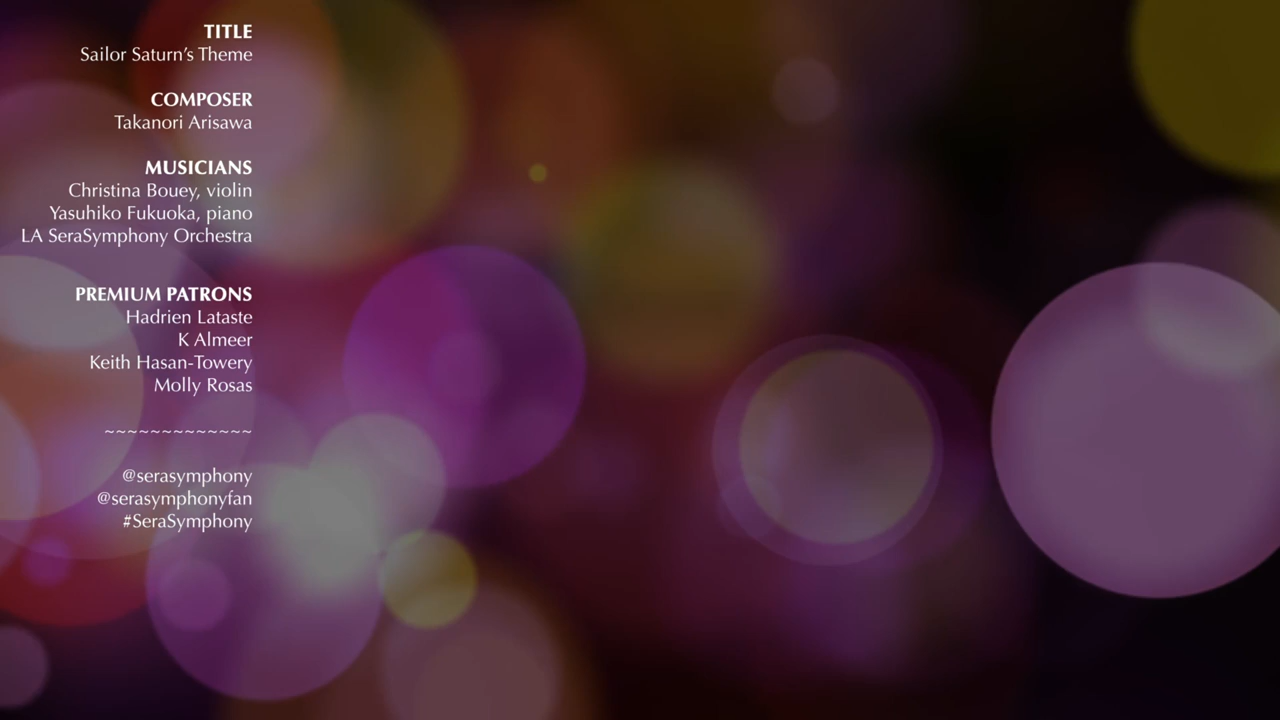 TITLE
Sailor Saturn’s Theme
COMPOSER
Takanori Arisawa
MUSICIANS
Christina Bouey, violin
Yasuhiko Fukuoka, piano
LA SeraSymphony Orchestra
PREMIUM PATRONS
Hadrien Lataste
K Almeer
Keith Hasan-Towery
Molly Rosas
~~~~~~~~~~~~~
@serasymphony
@serasymphonyfan
#SeraSymphony